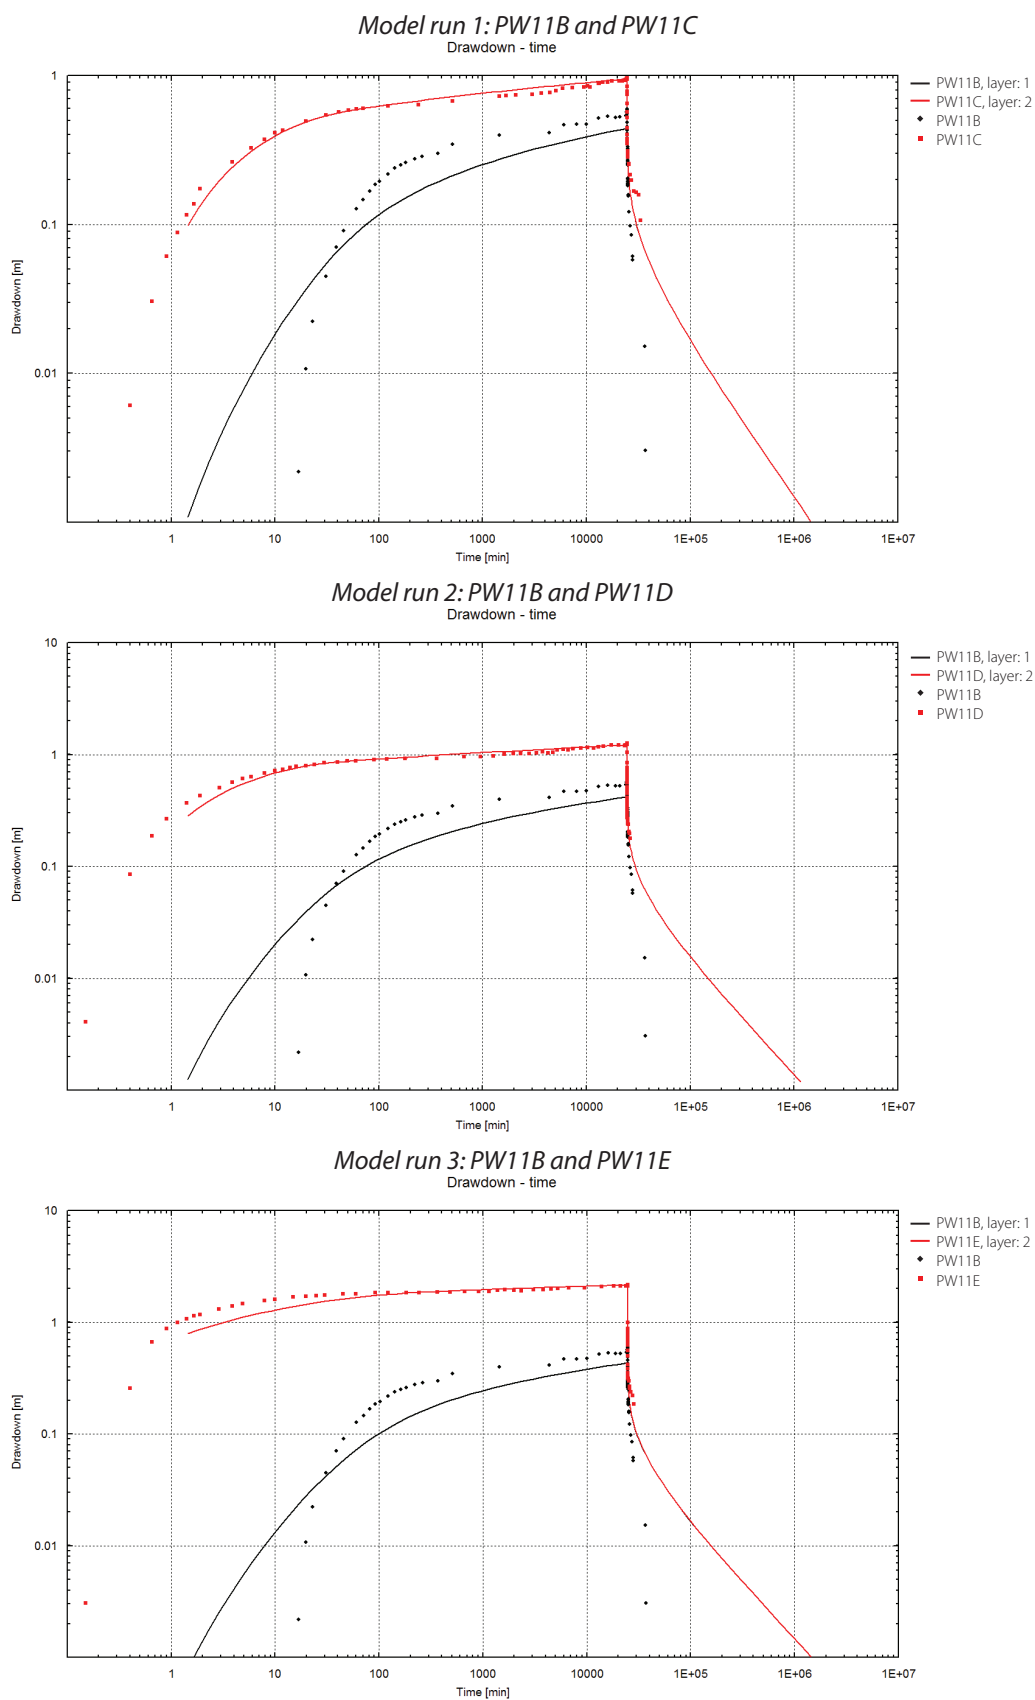 Model run 1: PW11B and PW11C
Drawdown - time
1
0.1
0.01
Drawdown [m]
1 10 100 1000 10000 1E+05 1E+06 1E+07
Time [min]
PW11B, layer: 1
PW11C, layer: 2
PW11B
PW11C
Model run 2: PW11B and PW11D
Drawdown - time
10
1
0.1
0.01
Drawdown [m]
1 10 100 1000 10000 1E+05 1E+06 1E+07
Time [min]
PW11B, layer: 1
PW11D, layer: 2
PW11B
PW11D
Model run 3: PW11B and PW11E
Drawdown - time
10
1
0.1
0.01
Drawdown [m]
1 10 100 1000 10000 1E+05 1E+06 1E+07
Time [min]
PW11B, layer: 1
PW11E, layer: 2
PW11B
PW11E